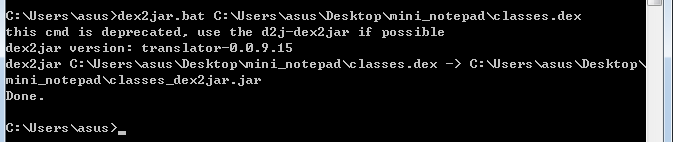 C:\Users\asus>dex2jar.bat C:\Users\asus\Desktop\mini_notepad\classes.dex
this cmd is deprecated, use the d2j-dex2jar if possible
dex2jar version: translator-0.0.9.15
dex2jar C:\Users\asus\Desktop\mini_notepad\classes.dex -> C:\Users\asus\Desktop\
mini_notepad\classes_dex2jar.jar
Done.
C:\Users\asus>_